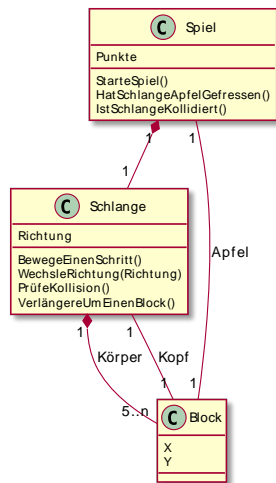 C Spiel
Punkte
StarteSpiel()
HatSchlangeApfelGefressen()
IstSchlangeKollidiert()
1 1
1
Apfel
C Schlange
Richtung
BewegeEinenSchritt()
WechsleRichtung(Richtung)
PrüfeKollision()
VerlängereUmEinenBlock()
1 1
Körper Kopf
1 1
5...n
C Block
X
Y